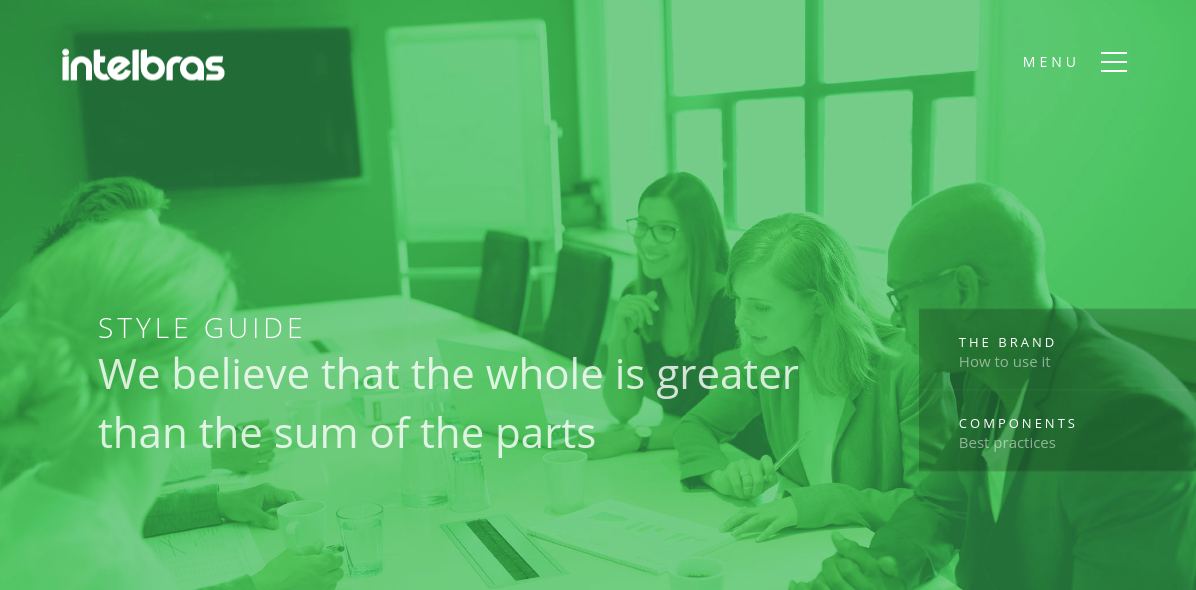 intelbras
MENU
STYLE GUIDE
We believe that the whole is greater
than the sum of the parts
THE BRAND
How to use it
COMPONENTS
Best practices